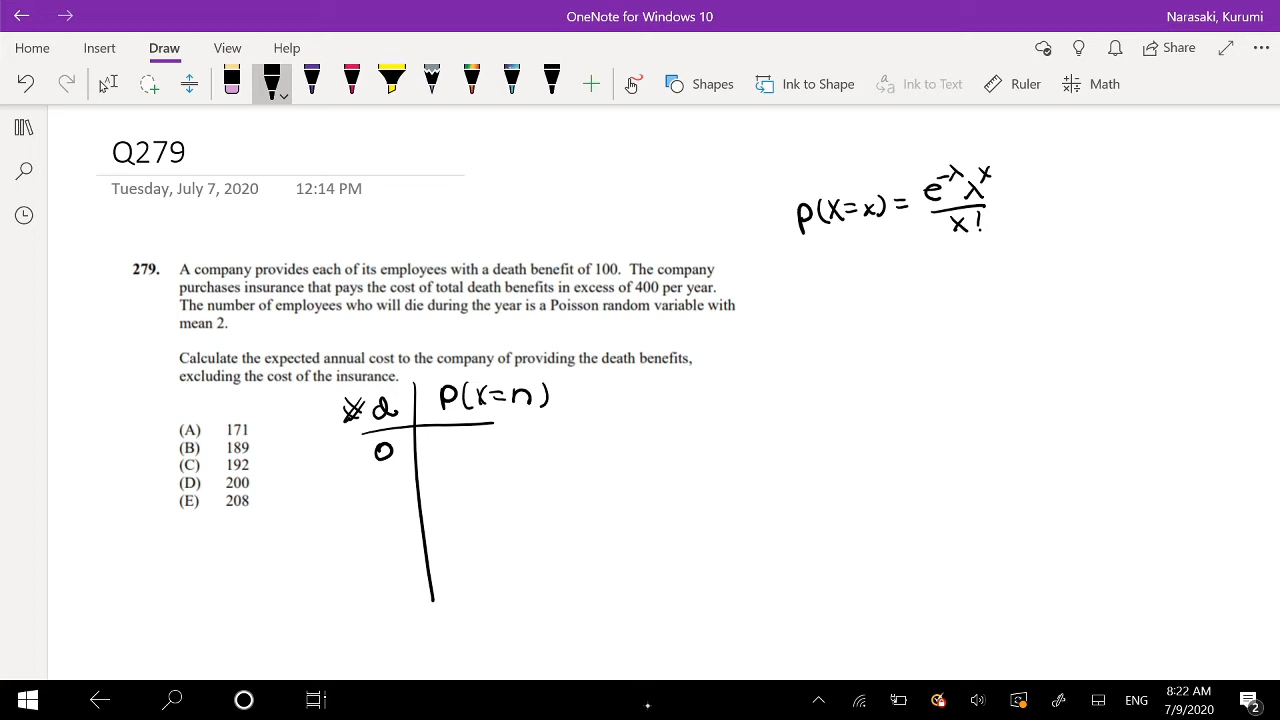 OneNote for Windows 10
Narasaki, Kurumi
Home Insert Draw View Help
Share
Shapes Ink to Shape Ink to Text Ruler Math
Q279
Tuesday, July 7, 2020 12:14 PM
P(X=x) = e^-λ λ^x / x!
279. A company provides each of its employees with a death benefit of 100. The company
purchases insurance that pays the cost of total death benefits in excess of 400 per year.
The number of employees who will die during the year is a Poisson random variable with
mean 2.
Calculate the expected annual cost to the company of providing the death benefits,
excluding the cost of the insurance.
d P(X=n)
0
(A) 171
(B) 189
(C) 192
(D) 200
(E) 208
ENG
8:22 AM
7/9/2020
2